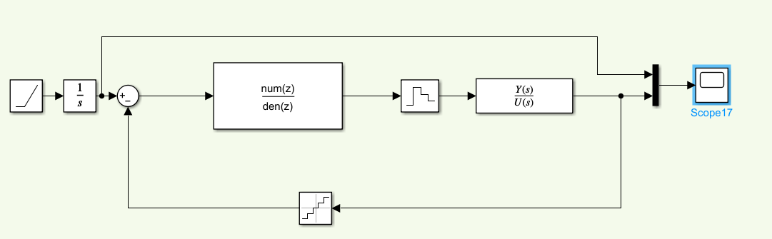 1
s
+
−
num(z)
den(z)
Y(s)
U(s)
Scope17